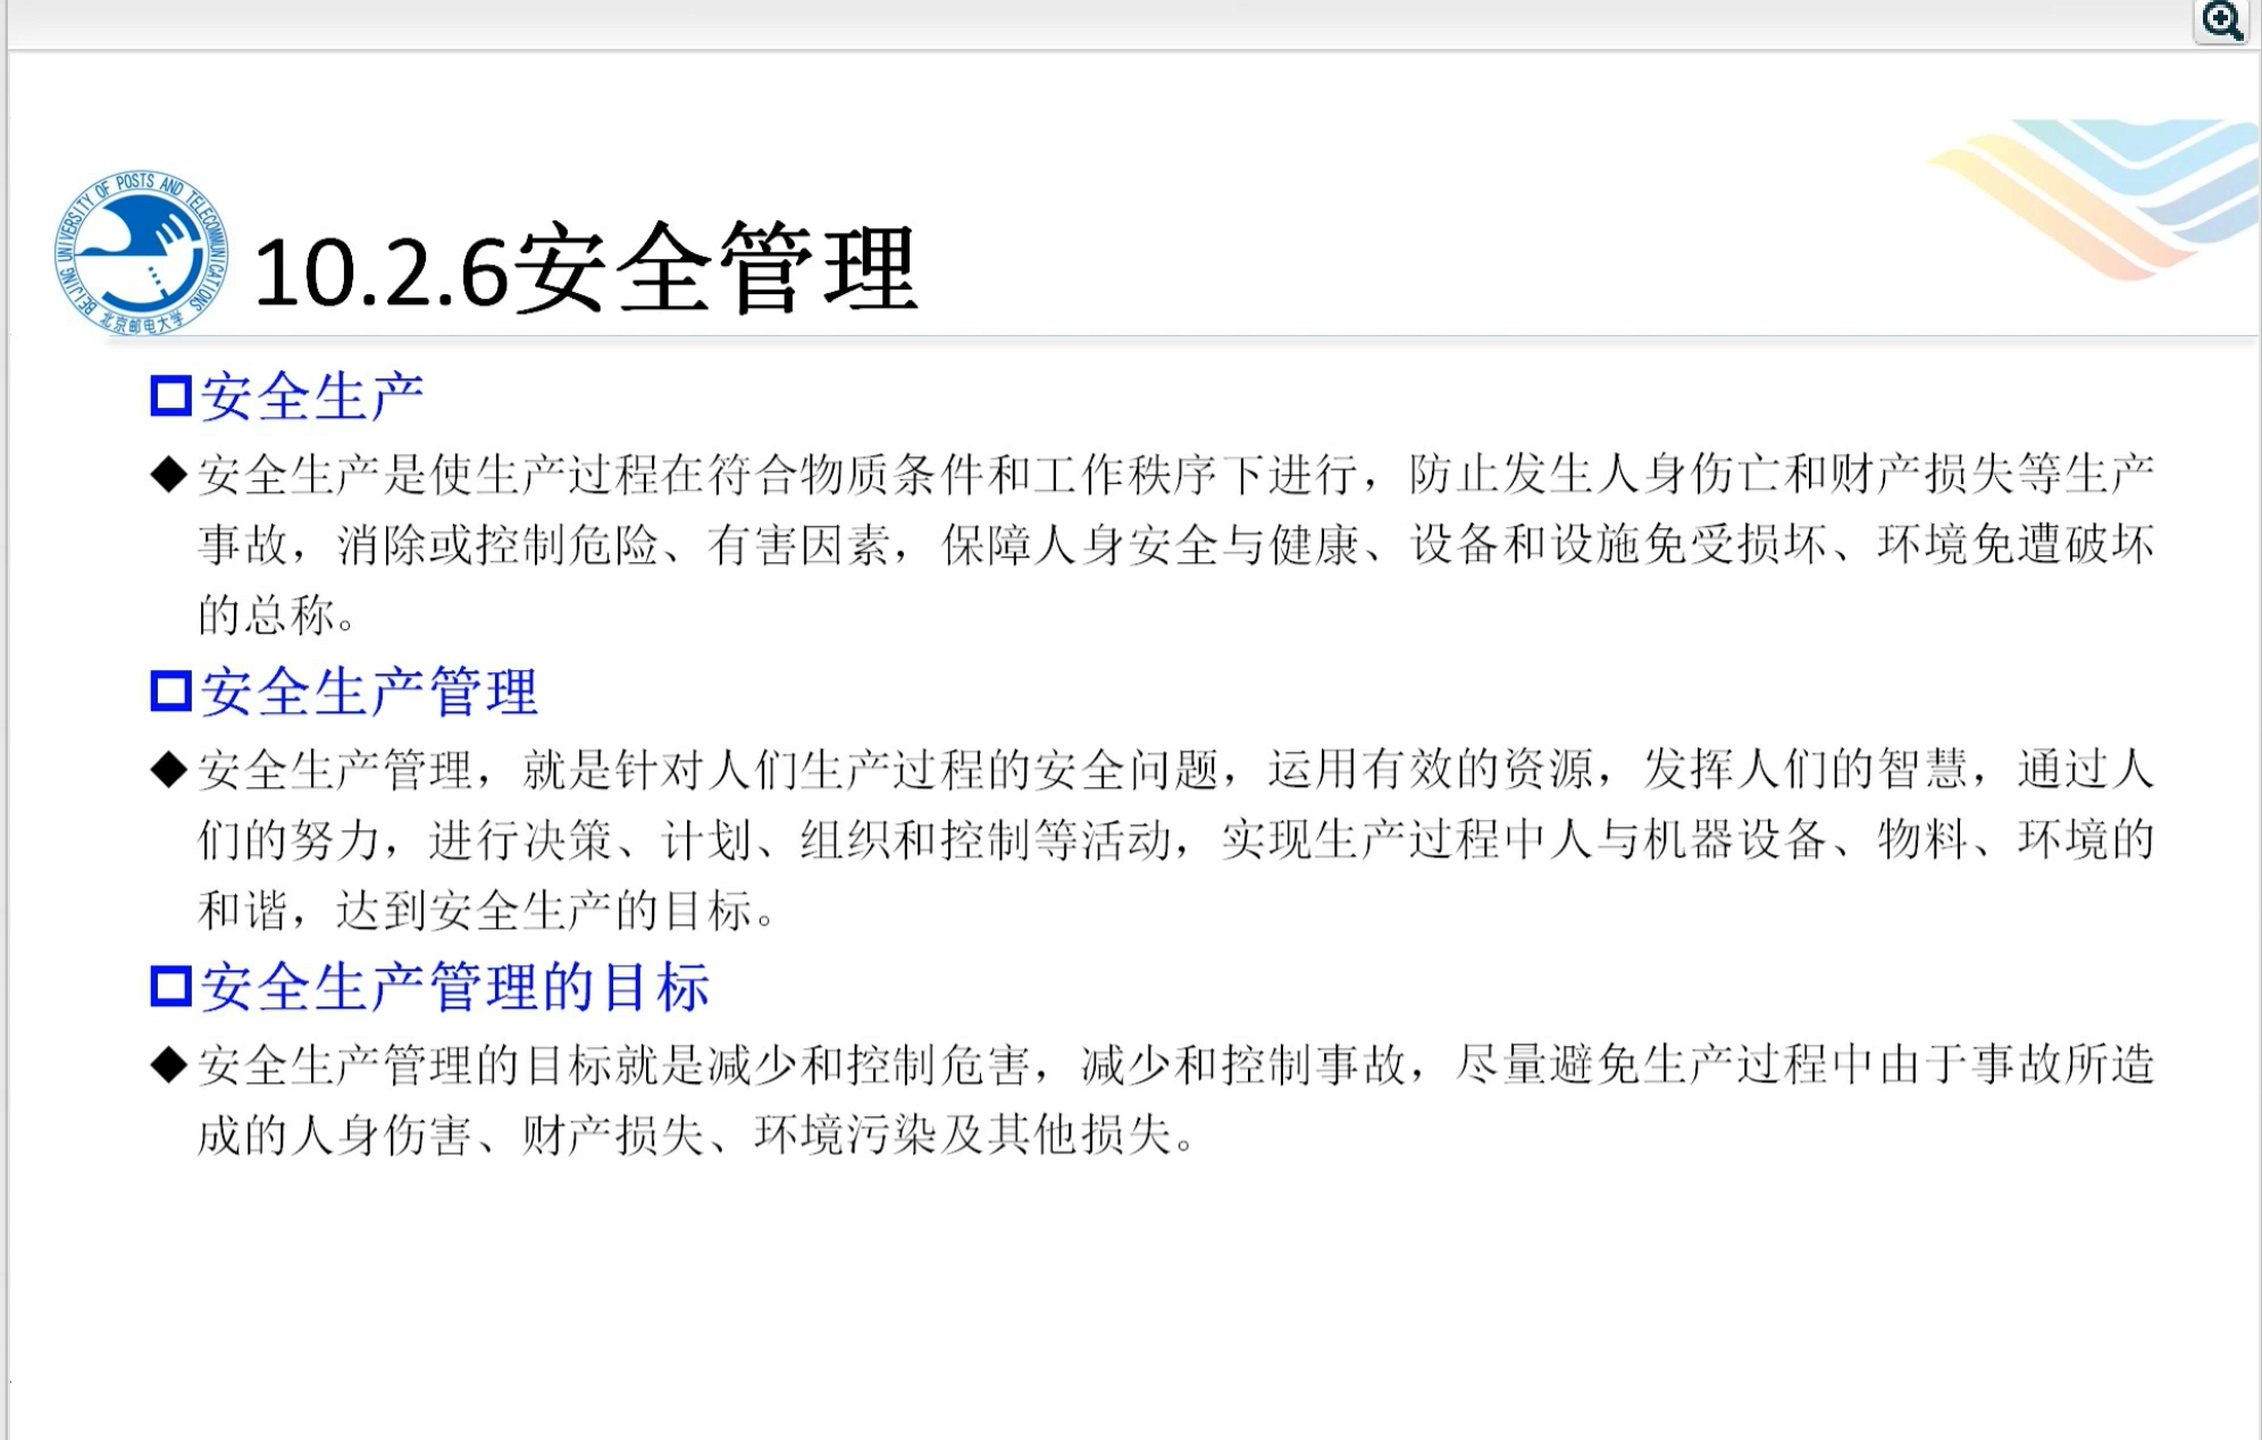 BEIJING UNIVERSITY OF POSTS AND TELECOMMUNICATIONS
北京邮电大学
10.2.6安全管理
安全生产
安全生产是使生产过程在符合物质条件和工作秩序下进行，防止发生人身伤亡和财产损失等生产
事故，消除或控制危险、有害因素，保障人身安全与健康、设备和设施免受损坏、环境免遭破坏
的总称。
安全生产管理
安全生产管理，就是针对人们生产过程的安全问题，运用有效的资源，发挥人们的智慧，通过人
们的努力，进行决策、计划、组织和控制等活动，实现生产过程中人与机器设备、物料、环境的
和谐，达到安全生产的目标。
安全生产管理的目标
安全生产管理的目标就是减少和控制危害，减少和控制事故，尽量避免生产过程中由于事故所造
成的人身伤害、财产损失、环境污染及其他损失。